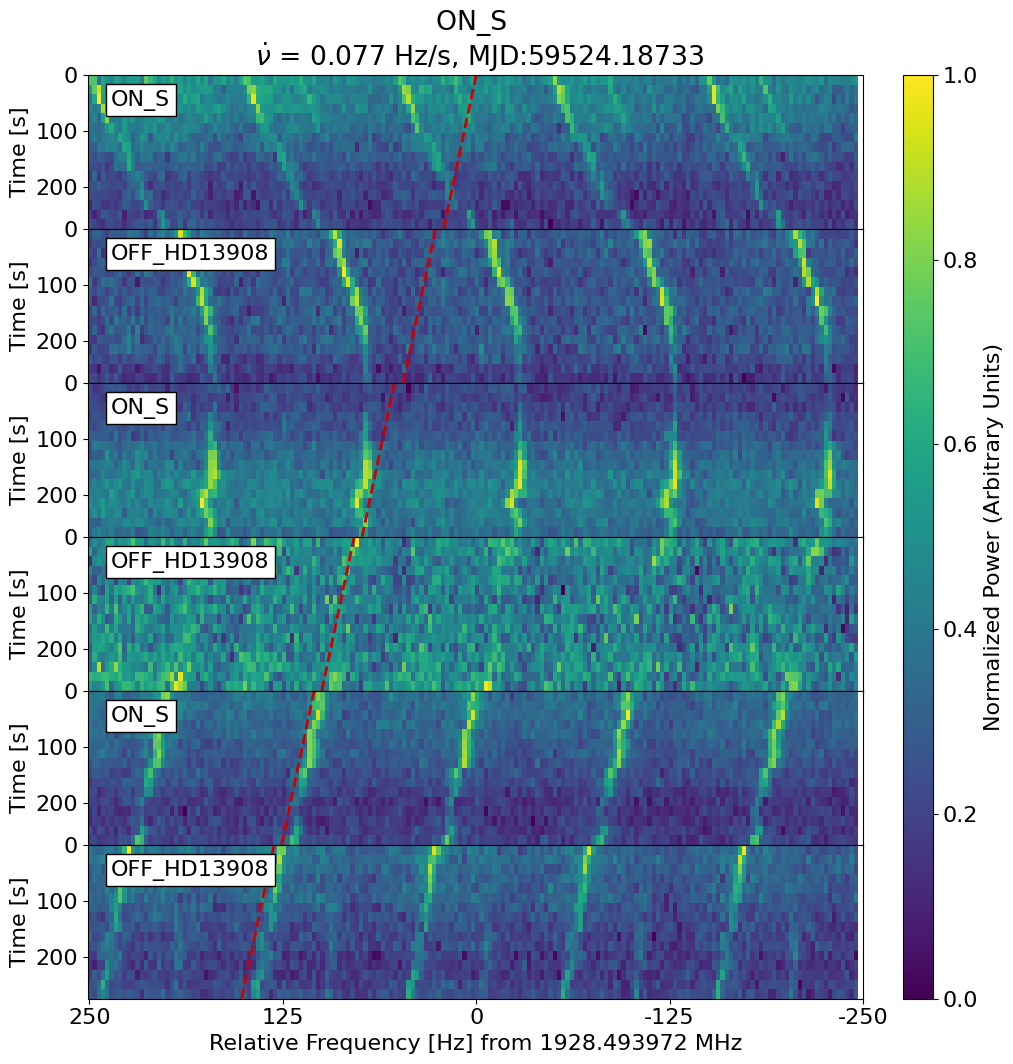 ON_S
ν̇ = 0.077 Hz/s, MJD:59524.18733
0
100
200
Time [s]
ON_S
0
100
200
Time [s]
OFF_HD13908
0
100
200
Time [s]
ON_S
0
100
200
Time [s]
OFF_HD13908
0
100
200
Time [s]
ON_S
0
100
200
Time [s]
OFF_HD13908
250 125 0 -125 -250
Relative Frequency [Hz] from 1928.493972 MHz
1.0
0.8
0.6
0.4
0.2
0.0
Normalized Power (Arbitrary Units)